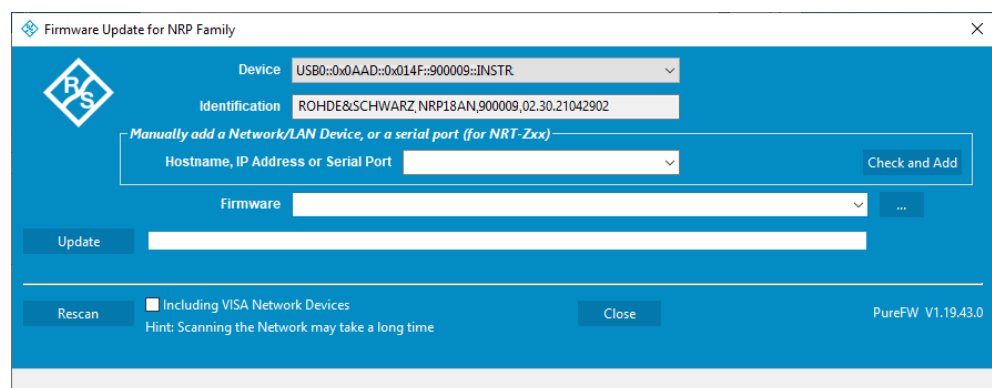 Firmware Update for NRP Family
R S
Device USB0::0x0AAD::0x014F::900009::INSTR
Identification ROHDE&SCHWARZ,NRP18AN,900009,02.30.21042902
Manually add a Network/LAN Device, or a serial port (for NRT-Zxx)
Hostname, IP Address or Serial Port Check and Add
Firmware ...
Update
Including VISA Network Devices
Rescan Close PureFW V1.19.43.0
Hint: Scanning the Network may take a long time